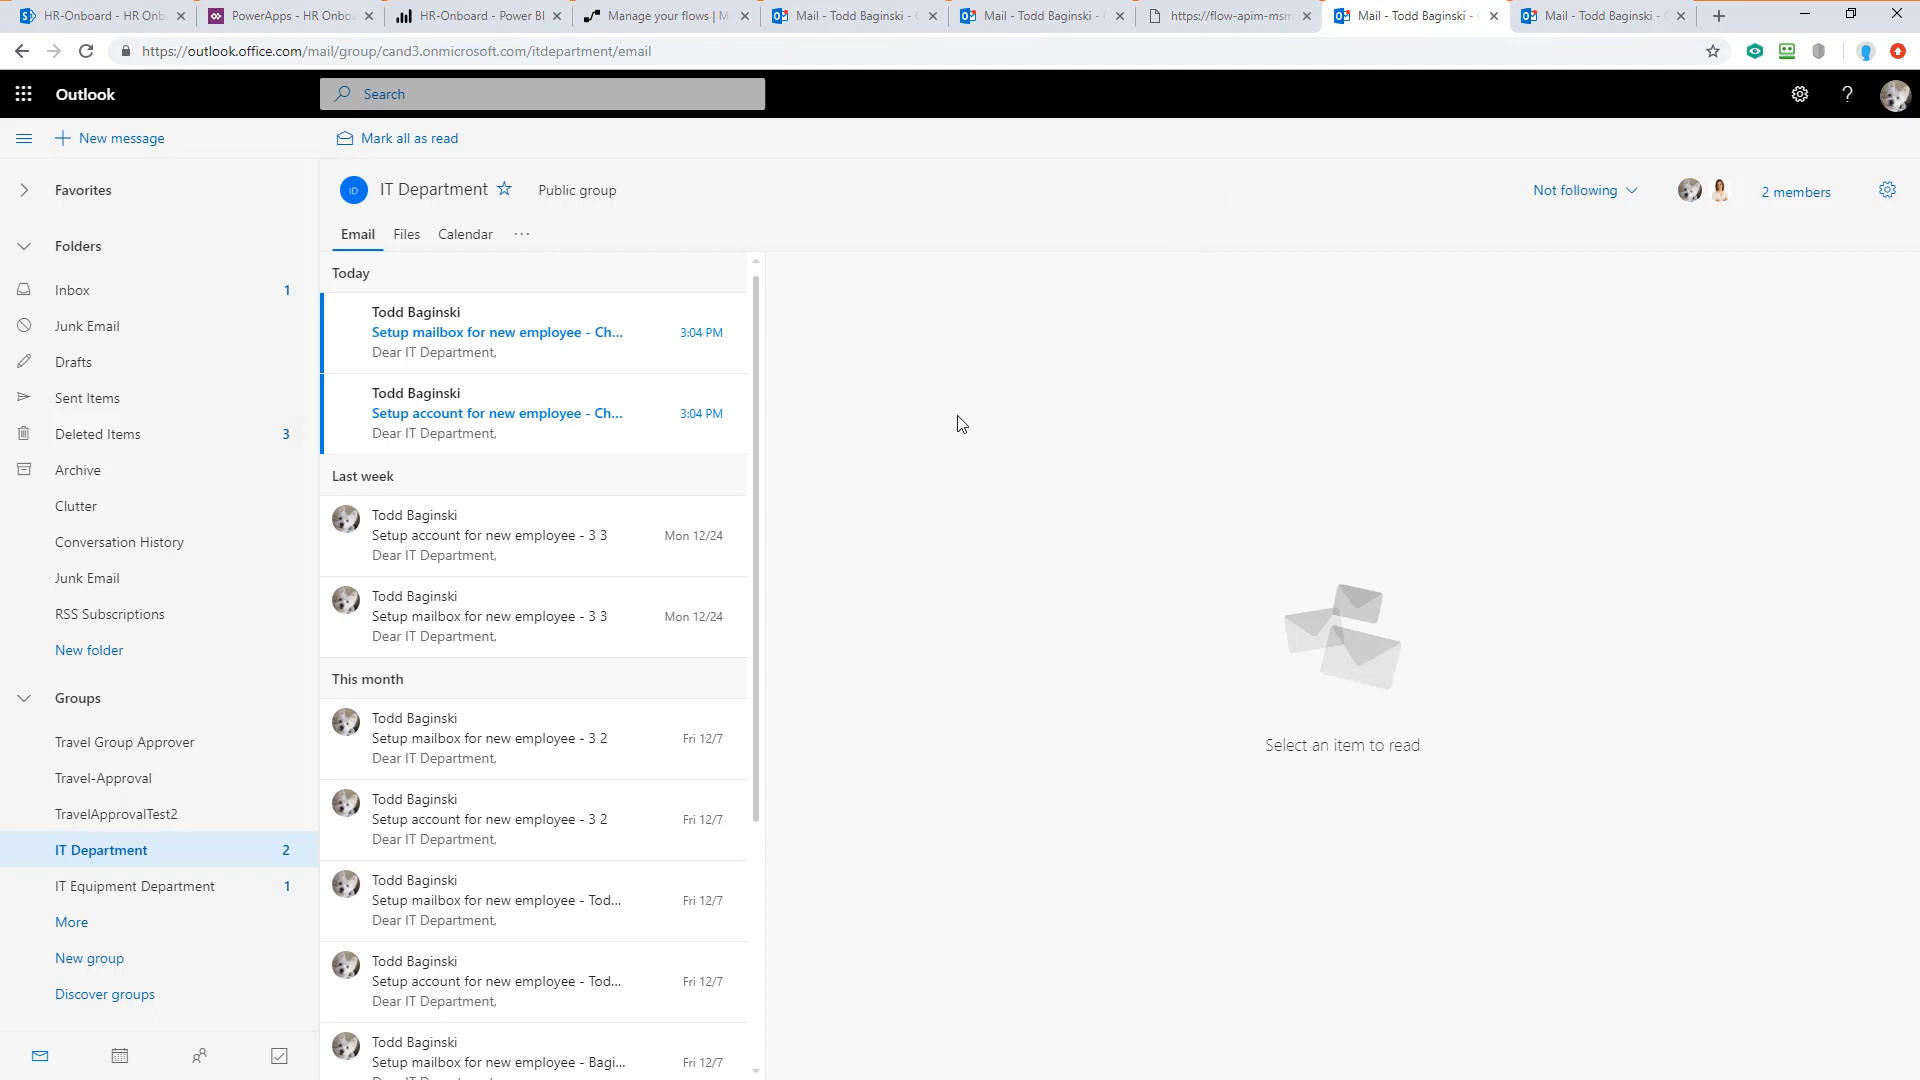 HR-Onboard - HR Onb
PowerApps - HR Onbo
HR-Onboard - Power BI
Manage your flows | M
Mail - Todd Baginski -
Mail - Todd Baginski -
https://flow-apim-msm
Mail - Todd Baginski -
Mail - Todd Baginski -
https://outlook.office.com/mail/group/cand3.onmicrosoft.com/itdepartment/email
Outlook
Search
?
New message
Mark all as read
Favorites
ID
IT Department
Public group
Not following
2 members
Folders
Email Files Calendar ...
Inbox 1
Junk Email
Drafts
Sent Items
Deleted Items 3
Archive
Clutter
Conversation History
Junk Email
RSS Subscriptions
New folder
Groups
Travel Group Approver
Travel-Approval
TravelApprovalTest2
IT Department 2
IT Equipment Department 1
More
New group
Discover groups
Today
Todd Baginski
Setup mailbox for new employee - Ch... 3:04 PM
Dear IT Department,
Todd Baginski
Setup account for new employee - Ch... 3:04 PM
Dear IT Department,
Last week
Todd Baginski
Setup account for new employee - 3 3 Mon 12/24
Dear IT Department,
Todd Baginski
Setup mailbox for new employee - 3 3 Mon 12/24
Dear IT Department,
This month
Todd Baginski
Setup mailbox for new employee - 3 2 Fri 12/7
Dear IT Department,
Todd Baginski
Setup account for new employee - 3 2 Fri 12/7
Dear IT Department,
Todd Baginski
Setup mailbox for new employee - Tod... Fri 12/7
Dear IT Department,
Todd Baginski
Setup account for new employee - Tod... Fri 12/7
Dear IT Department,
Todd Baginski
Setup mailbox for new employee - Bagi... Fri 12/7
Dear IT Department,
Select an item to read